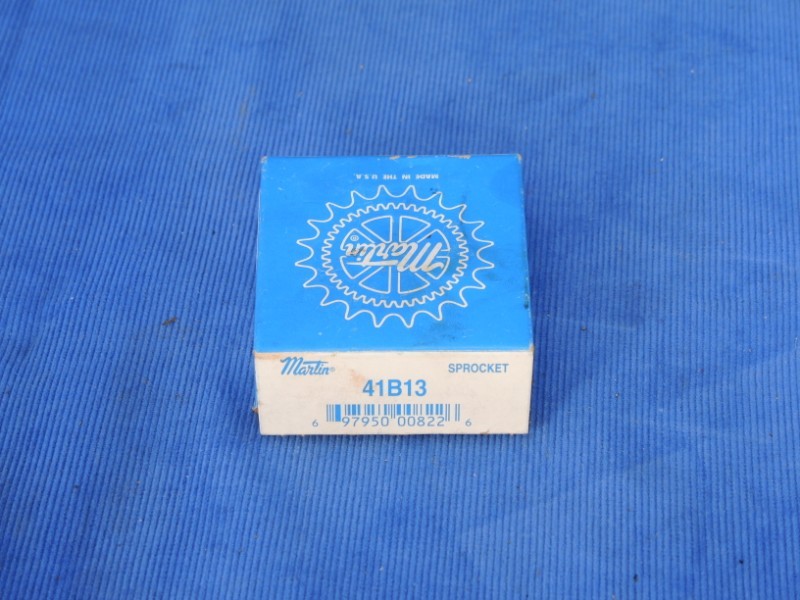 MADE IN THE U.S.A.
Martin®
Martin®
SPROCKET
41B13
6 97950 00822 6